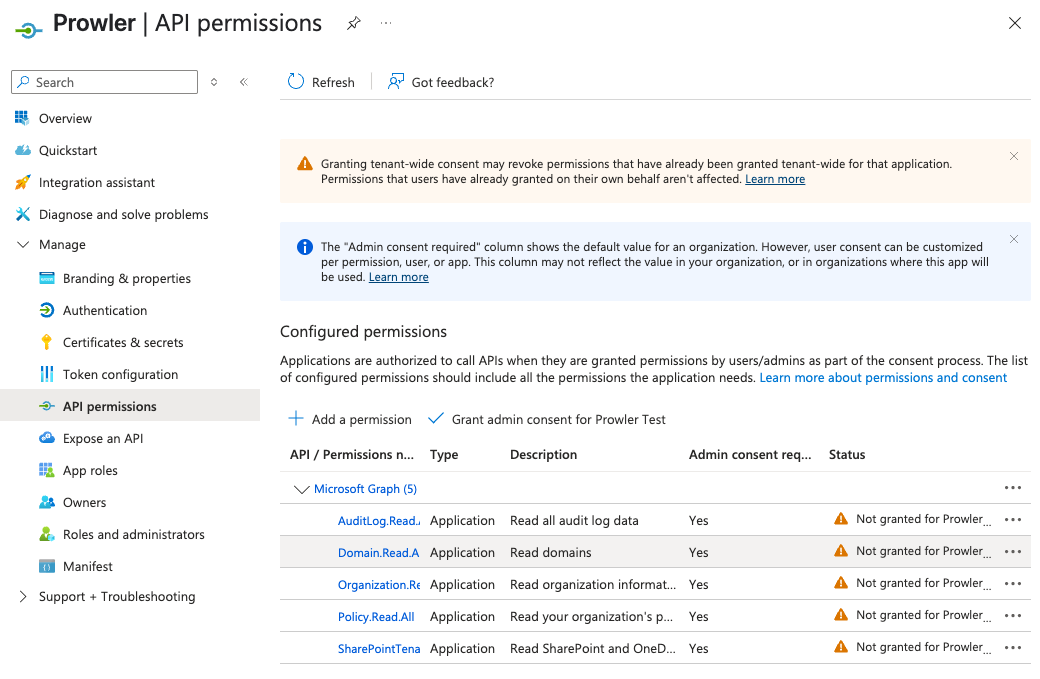 Prowler | API permissions
Search
Refresh
Got feedback?
Overview
Quickstart
Integration assistant
Diagnose and solve problems
Manage
Branding & properties
Authentication
Certificates & secrets
Token configuration
API permissions
Expose an API
App roles
Owners
Roles and administrators
Manifest
Support + Troubleshooting
Granting tenant-wide consent may revoke permissions that have already been granted tenant-wide for that application.
Permissions that users have already granted on their own behalf aren't affected. Learn more
The "Admin consent required" column shows the default value for an organization. However, user consent can be customized
per permission, user, or app. This column may not reflect the value in your organization, or in organizations where this app will
be used. Learn more
Configured permissions
Applications are authorized to call APIs when they are granted permissions by users/admins as part of the consent process. The list
of configured permissions should include all the permissions the application needs. Learn more about permissions and consent
Add a permission
Grant admin consent for Prowler Test
API / Permissions n... Type Description Admin consent req... Status
Microsoft Graph (5)
AuditLog.Read. Application Read all audit log data Yes Not granted for Prowler...
Domain.Read.A Application Read domains Yes Not granted for Prowler...
Organization.Re Application Read organization informat... Yes Not granted for Prowler...
Policy.Read.All Application Read your organization's p... Yes Not granted for Prowler...
SharePointTena Application Read SharePoint and OneD... Yes Not granted for Prowler...